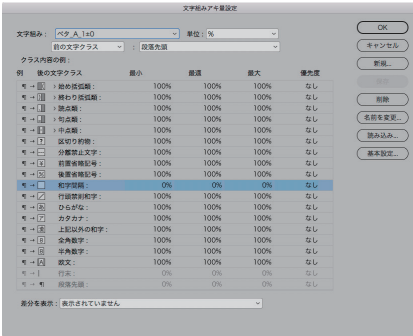 文字組みアキ量設定
文字組み： ベタ_A_1±0 単位： %
前の文字クラス ： 段落先頭
クラス内容の例：
例 後の文字クラス 最小 最適 最大 優先度
¶ → 始め括弧類： 100% 100% 100% なし
¶ → 終わり括弧類： 100% 100% 100% なし
¶ → 読点類： 100% 100% 100% なし
¶ → 句点類： 100% 100% 100% なし
¶ → 中点類： 100% 100% 100% なし
¶ → ? 区切り約物： 100% 100% 100% なし
¶ → 分離禁止文字： 100% 100% 100% なし
¶ → ¥ 前置省略記号： 100% 100% 100% なし
¶ → % 後置省略記号： 100% 100% 100% なし
¶ → 和字間隔： 0% 0% 0% なし
¶ → 行頭禁則和字： 100% 100% 100% なし
¶ → あ ひらがな： 100% 100% 100% なし
¶ → ア カタカナ： 100% 100% 100% なし
¶ → 上記以外の和字： 100% 100% 100% なし
¶ → 全角数字： 100% 100% 100% なし
¶ → 半角数字： 100% 100% 100% なし
¶ → A 欧文： 100% 100% 100% なし
¶ → 行末： 0% 0% 0% なし
¶ → ¶ 段落先頭： 0% 0% 0% なし
差分を表示： 表示されていません
OK
キャンセル
新規...
削除
名前を変更...
読み込み...
基本設定...